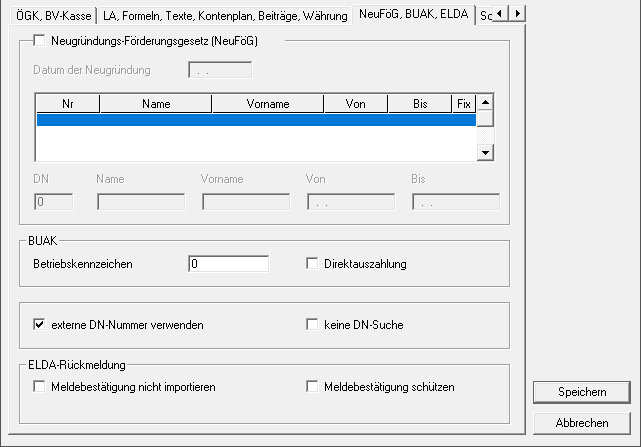 ÖGK, BV-Kasse LA, Formeln, Texte, Kontenplan, Beiträge, Währung NeuFöG, BUAK, ELDA
Neugründungs-Förderungsgesetz (NeuFöG)
Datum der Neugründung . .
Nr Name Vorname Von Bis Fix
DN Name Vorname Von Bis
0 . . . .
BUAK
Betriebskennzeichen 0 Direktauszahlung
externe DN-Nummer verwenden keine DN-Suche
ELDA-Rückmeldung
Meldebestätigung nicht importieren Meldebestätigung schützen
Speichern
Abbrechen